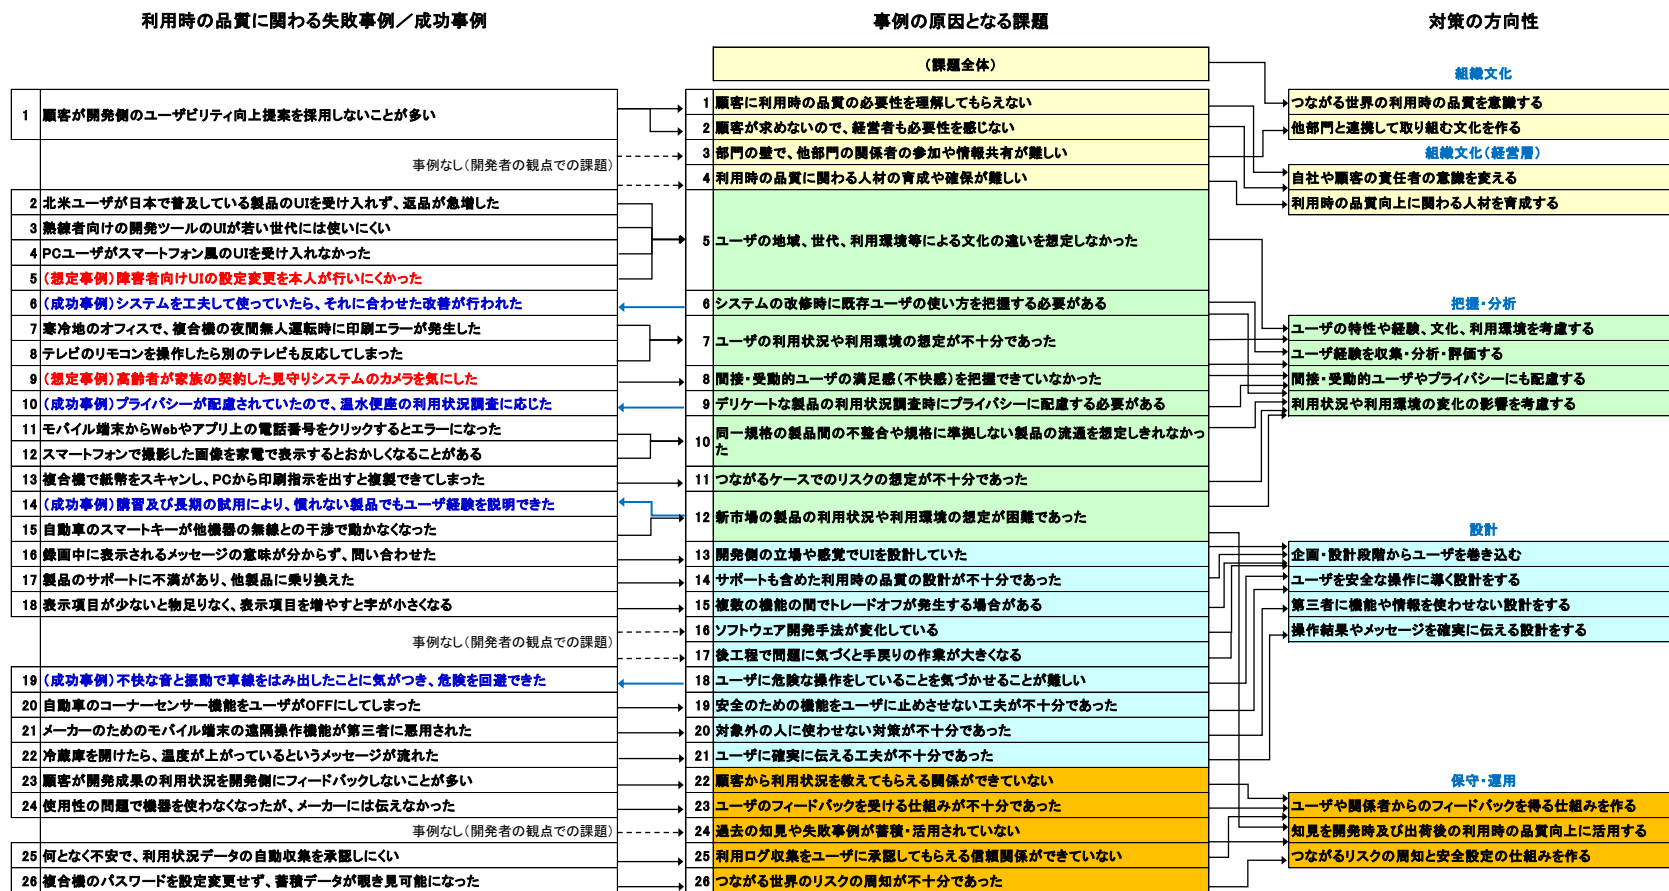 利用時の品質に関わる失敗事例／成功事例
事例の原因となる課題
対策の方向性
1 顧客が開発側のユーザビリティ向上提案を採用しないことが多い
事例なし（開発者の観点での課題）
2 北米ユーザが日本で普及している製品のUIを受け入れず、返品が急増した
3 熟練者向けの開発ツールのUIが若い世代には使いにくい
4 PCユーザがスマートフォン風のUIを受け入れなかった
5 （想定事例）障害者向けUIの設定変更を本人が行いにくかった
6 （成功事例）システムを工夫して使っていたら、それに合わせた改善が行われた
7 寒冷地のオフィスで、複合機の夜間無人運転時に印刷エラーが発生した
8 テレビのリモコンを操作したら別のテレビも反応してしまった
9 （想定事例）高齢者が家族の契約した見守りシステムのカメラを気にした
10 （成功事例）プライバシーが配慮されていたので、温水便座の利用状況調査に応じた
11 モバイル端末からWebやアプリ上の電話番号をクリックするとエラーになった
12 スマートフォンで撮影した画像を家電で表示するとおかしくなることがある
13 複合機で紙幣をスキャンし、PCから印刷指示を出すと複製できてしまった
14 （成功事例）講習及び長期の試用により、慣れない製品でもユーザ経験を説明できた
15 自動車のスマートキーが他機器の無線との干渉で動かなくなった
16 録画中に表示されるメッセージの意味が分からず、問い合わせた
17 製品のサポートに不満があり、他製品に乗り換えた
18 表示項目が少ないと物足りなく、表示項目を増やすと字が小さくなる
事例なし（開発者の観点での課題）
19 （成功事例）不快な音と振動で車線をはみ出したことに気がつき、危険を回避できた
20 自動車のコーナーセンサー機能をユーザがOFFにしてしまった
21 メーカーのためのモバイル端末の遠隔操作機能が第三者に悪用された
22 冷蔵庫を開けたら、温度が上がっているというメッセージが流れた
23 顧客が開発成果の利用状況を開発側にフィードバックしないことが多い
24 使用性の問題で機器を使わなくなったが、メーカーには伝えなかった
事例なし（開発者の観点での課題）
25 何となく不安で、利用状況データの自動収集を承認しにくい
26 複合機のパスワードを設定変更せず、蓄積データが覗き見可能になった
（課題全体）
1 顧客に利用時の品質の必要性を理解してもらえない
2 顧客が求めないので、経営者も必要性を感じない
3 部門の壁で、他部門の関係者の参加や情報共有が難しい
4 利用時の品質に関わる人材の育成や確保が難しい
5 ユーザの地域、世代、利用環境等による文化の違いを想定しなかった
6 システムの改修時に既存ユーザの使い方を把握する必要がある
7 ユーザの利用状況や利用環境の想定が不十分であった
8 間接・受動的ユーザの満足感（不快感）を把握できていなかった
9 デリケートな製品の利用状況調査時にプライバシーに配慮する必要がある
10 同一規格の製品間の不整合や規格に準拠しない製品の流通を想定しきれなかっ
た
11 つながるケースでのリスクの想定が不十分であった
12 新市場の製品の利用状況や利用環境の想定が困難であった
13 開発側の立場や感覚でUIを設計していた
14 サポートも含めた利用時の品質の設計が不十分であった
15 複数の機能の間でトレードオフが発生する場合がある
16 ソフトウェア開発手法が変化している
17 後工程で問題に気づくと手戻りの作業が大きくなる
18 ユーザに危険な操作をしていることを気づかせることが難しい
19 安全のための機能をユーザに止めさせない工夫が不十分であった
20 対象外の人に使わせない対策が不十分であった
21 ユーザに確実に伝える工夫が不十分であった
22 顧客から利用状況を教えてもらえる関係ができていない
23 ユーザのフィードバックを受ける仕組みが不十分であった
24 過去の知見や失敗事例が蓄積・活用されていない
25 利用ログ収集をユーザに承認してもらえる信頼関係ができていない
26 つながる世界のリスクの周知が不十分であった
組織文化
つながる世界の利用時の品質を意識する
他部門と連携して取り組む文化を作る
組織文化（経営層）
自社や顧客の責任者の意識を変える
利用時の品質向上に関わる人材を育成する
把握・分析
ユーザの特性や経験、文化、利用環境を考慮する
ユーザ経験を収集・分析・評価する
間接・受動的ユーザやプライバシーにも配慮する
利用状況や利用環境の変化の影響を考慮する
設計
企画・設計段階からユーザを巻き込む
ユーザを安全な操作に導く設計をする
第三者に機能や情報を使わせない設計をする
操作結果やメッセージを確実に伝える設計をする
保守・運用
ユーザや関係者からのフィードバックを得る仕組みを作る
知見を開発時及び出荷後の利用時の品質向上に活用する
つながるリスクの周知と安全設定の仕組みを作る